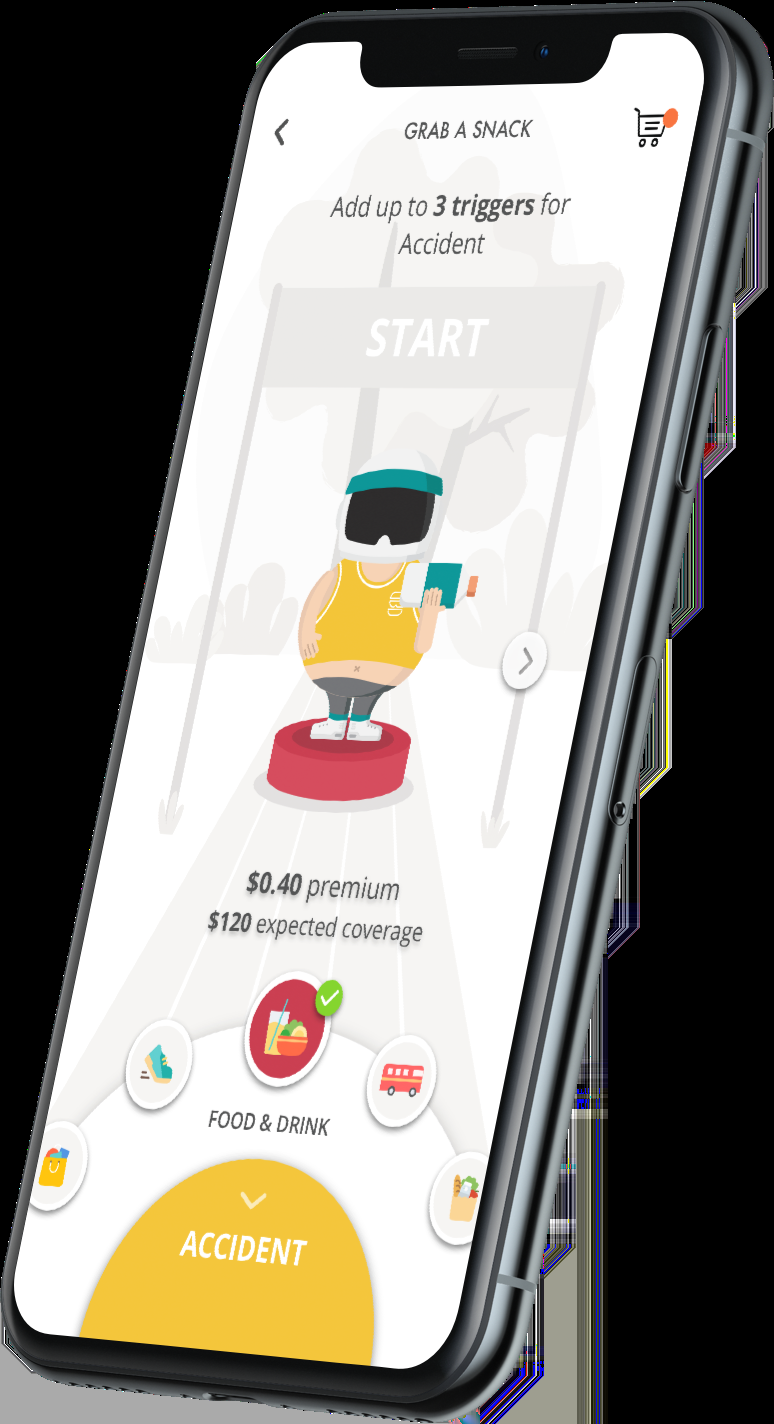 GRAB A SNACK
Add up to 3 triggers for
Accident
START
$0.40 premium
$120 expected coverage
FOOD & DRINK
ACCIDENT